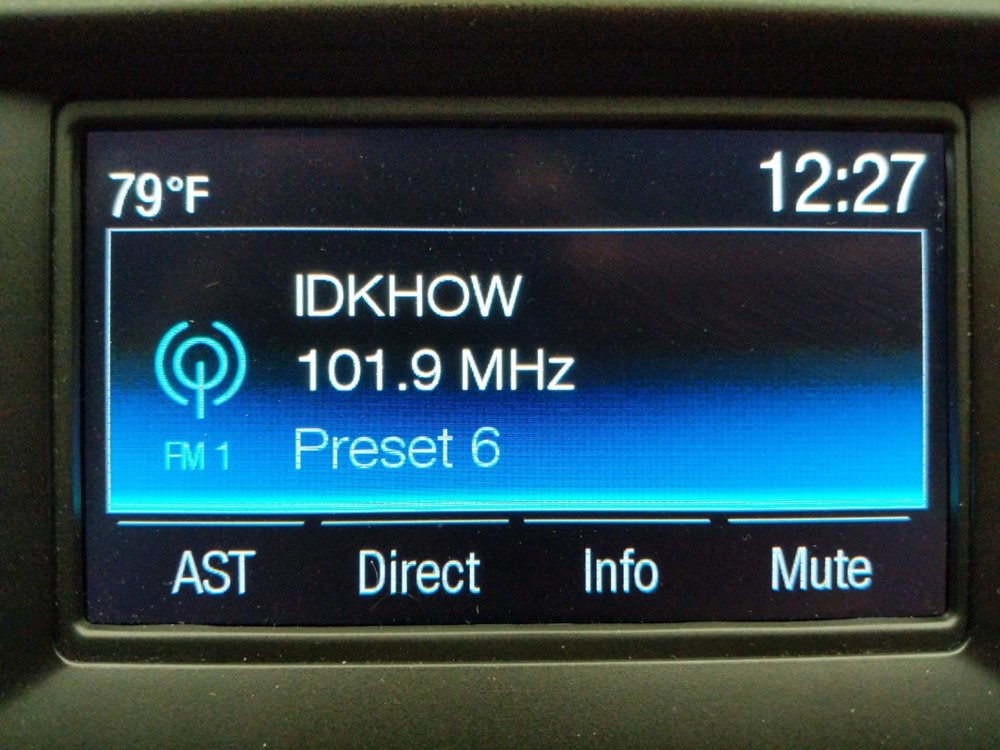 79°F 12:27
IDKHOW
101.9 MHz
FM 1 Preset 6
AST Direct Info Mute